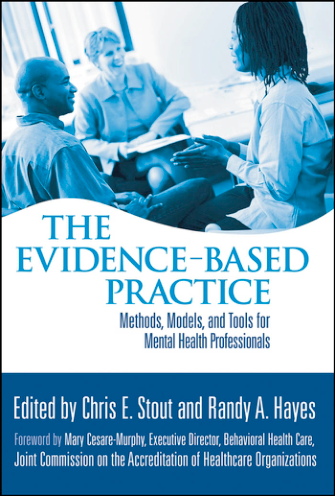 THE
EVIDENCE-BASED
PRACTICE
Methods, Models, and Tools for
Mental Health Professionals
Edited by Chris E. Stout and Randy A. Hayes
Foreword by Mary Cesare-Murphy, Executive Director, Behavioral Health Care,
Joint Commission on the Accreditation of Healthcare Organizations